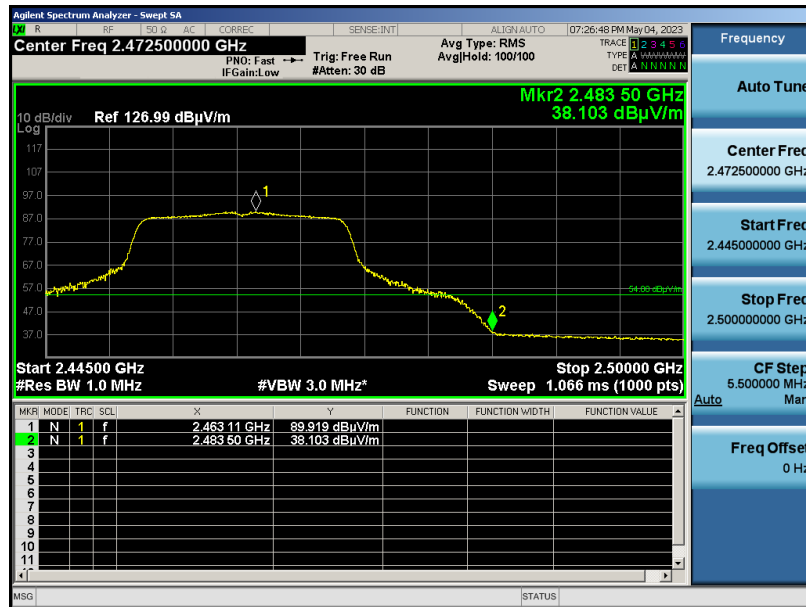 Agilent Spectrum Analyzer - Swept SA
LXI R RF 50 Ω AC CORREC SENSE:INT ALIGN AUTO 07:26:48 PM May 04, 2023
Center Freq 2.472500000 GHz
PNO: Fast
IFGain:Low
Trig: Free Run
#Atten: 30 dB
Avg Type: RMS
Avg|Hold: 100/100
TRACE 1 2 3 4 5 6
TYPE A WWWWW
DET A N N N N N
Mkr2 2.483 50 GHz
38.103 dBµV/m
10 dB/div Ref 126.99 dBµV/m
Log
117
107
97.0
87.0
77.0
67.0
57.0
47.0
37.0
1
2
54.00 dBµV/m
Start 2.44500 GHz Stop 2.50000 GHz
#Res BW 1.0 MHz #VBW 3.0 MHz* Sweep 1.066 ms (1000 pts)
MKR MODE TRC SCL X Y FUNCTION FUNCTION WIDTH FUNCTION VALUE
1 N 1 f 2.463 11 GHz 89.919 dBµV/m
2 N 1 f 2.483 50 GHz 38.103 dBµV/m
3
4
5
6
7
8
9
10
11
MSG STATUS
Frequency
Auto Tune
Center Freq
2.472500000 GHz
Start Freq
2.445000000 GHz
Stop Freq
2.500000000 GHz
CF Step
5.500000 MHz
Auto Man
Freq Offset
0 Hz